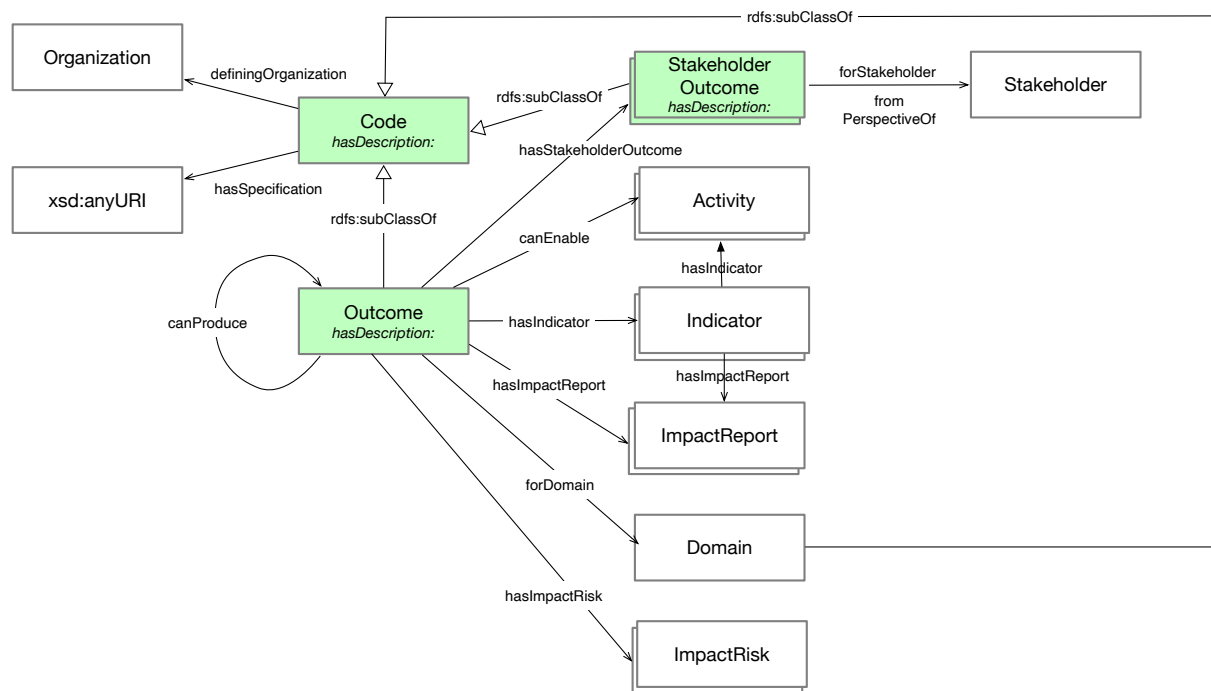 rdfs:subClassOf
Organization
definingOrganization
Stakeholder
Outcome
hasDescription:
forStakeholder
from
PerspectiveOf
Stakeholder
rdfs:subClassOf
Code
hasDescription:
hasStakeholderOutcome
xsd:anyURI
hasSpecification
Activity
rdfs:subClassOf
canEnable
hasIndicator
Outcome
hasDescription:
canProduce
hasIndicator
Indicator
hasImpactReport
hasImpactReport
ImpactReport
forDomain
Domain
hasImpactRisk
ImpactRisk